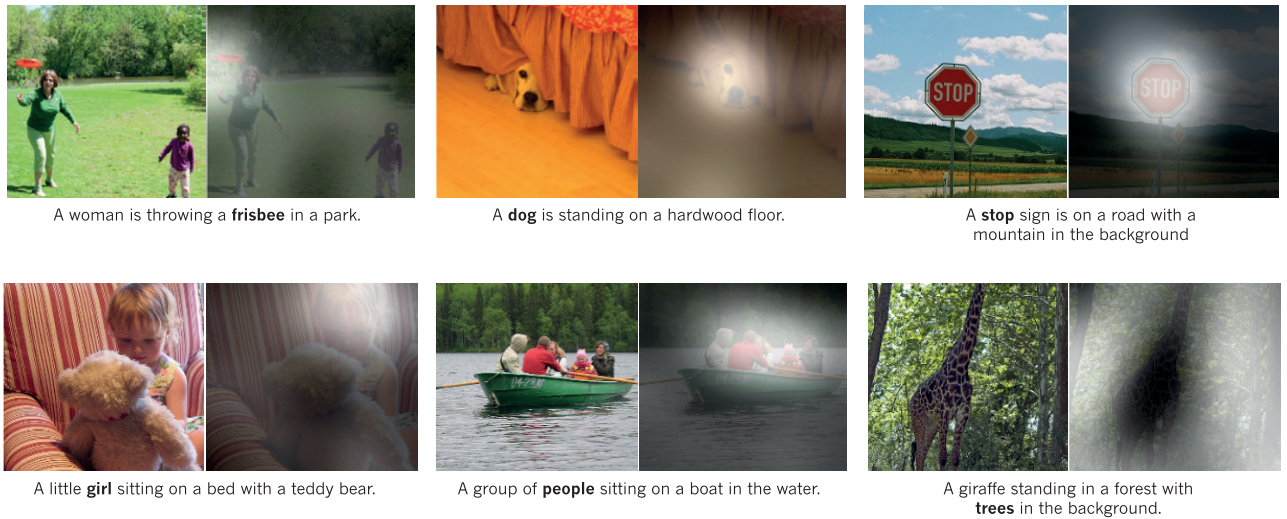 STOP
STOP
A woman is throwing a frisbee in a park.
A dog is standing on a hardwood floor.
A stop sign is on a road with a
mountain in the background
A little girl sitting on a bed with a teddy bear.
A group of people sitting on a boat in the water.
A giraffe standing in a forest with
trees in the background.